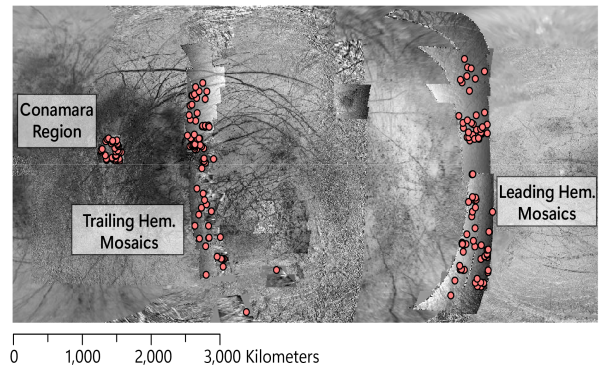 Conamara
Region
Trailing Hem.
Mosaics
Leading Hem.
Mosaics
0 1,000 2,000 3,000 Kilometers